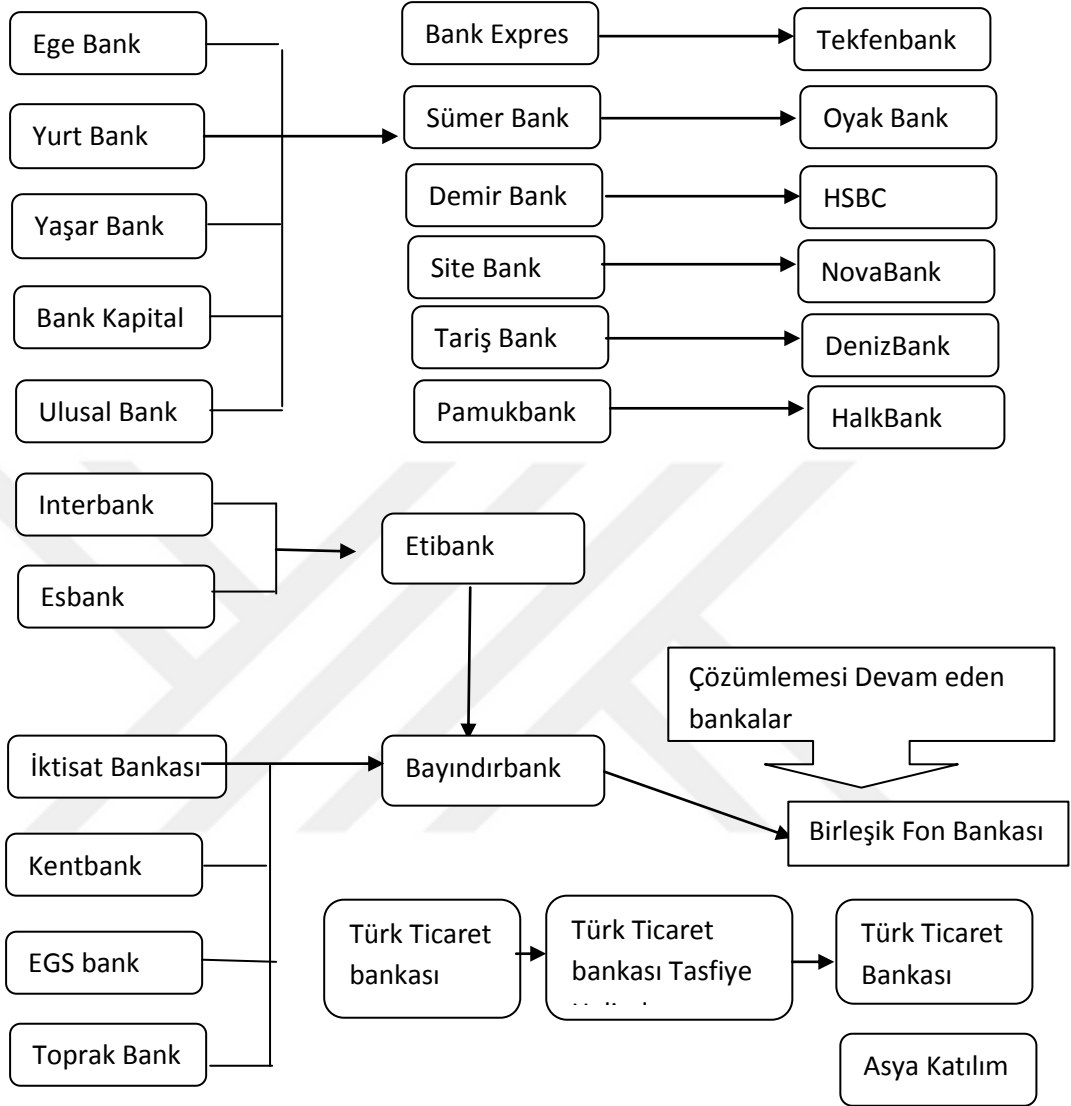 Ege Bank
Yurt Bank
Yaşar Bank
Bank Kapital
Ulusal Bank
Bank Expres
Tekfenbank
Sümer Bank
Oyak Bank
Demir Bank
HSBC
Site Bank
NovaBank
Tariş Bank
DenizBank
Pamukbank
HalkBank
Interbank
Esbank
Etibank
Çözümlemesi Devam eden
bankalar
İktisat Bankası
Kentbank
EGS bank
Toprak Bank
Bayındırbank
Birleşik Fon Bankası
Türk Ticaret
bankası
Türk Ticaret
bankası Tasfiye
Türk Ticaret
Bankası
Asya Katılım